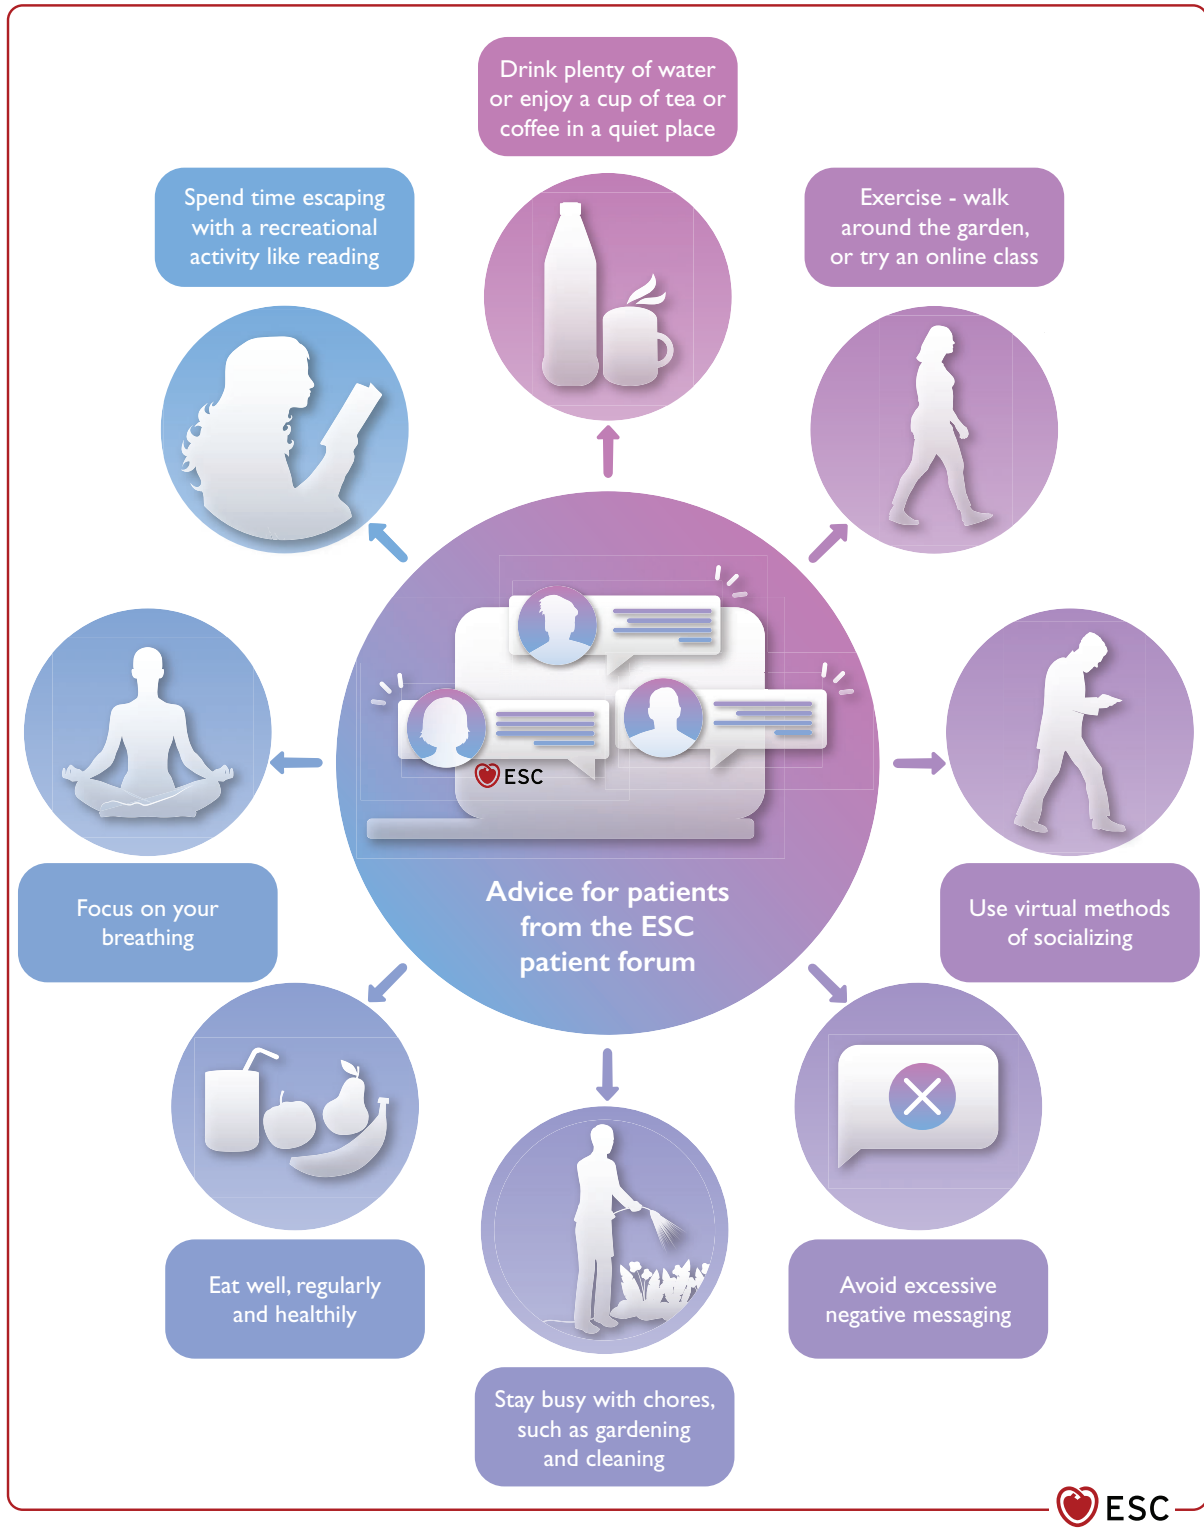 Drink plenty of water
or enjoy a cup of tea or
coffee in a quiet place
Spend time escaping
with a recreational
activity like reading
Exercise - walk
around the garden,
or try an online class
ESC
Advice for patients
from the ESC
patient forum
Focus on your
breathing
Use virtual methods
of socializing
Eat well, regularly
and healthily
Avoid excessive
negative messaging
Stay busy with chores,
such as gardening
and cleaning
ESC